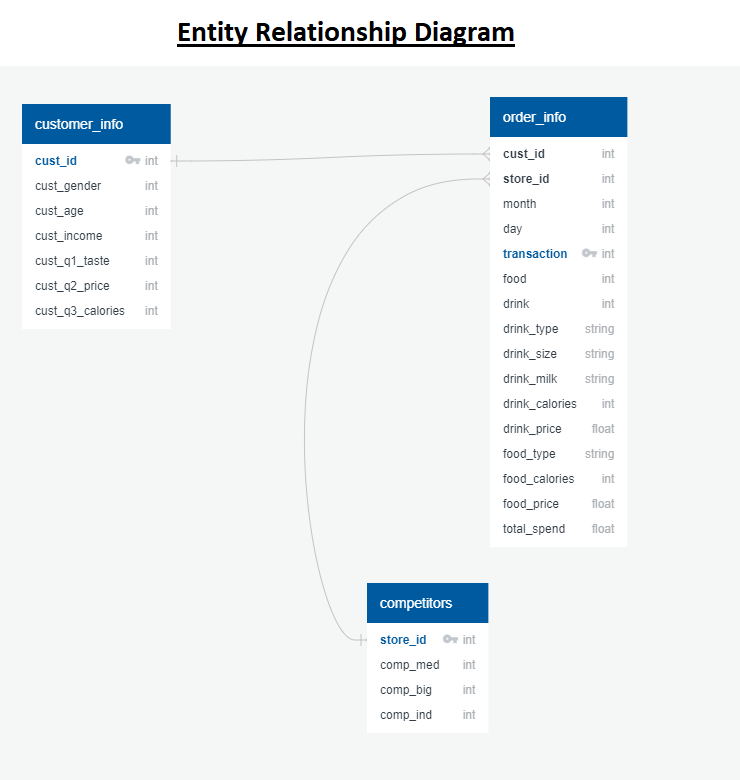 Entity Relationship Diagram
customer_info
cust_id int
cust_gender int
cust_age int
cust_income int
cust_q1_taste int
cust_q2_price int
cust_q3_calories int
order_info
cust_id int
store_id int
month int
day int
transaction int
food int
drink int
drink_type string
drink_size string
drink_milk string
drink_calories int
drink_price float
food_type string
food_calories int
food_price float
total_spend float
competitors
store_id int
comp_med int
comp_big int
comp_ind int